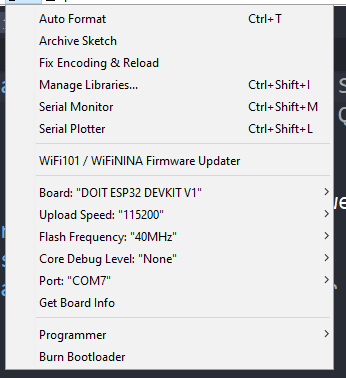 Auto Format Ctrl+T
Archive Sketch
Fix Encoding & Reload
Manage Libraries... Ctrl+Shift+I
Serial Monitor Ctrl+Shift+M
Serial Plotter Ctrl+Shift+L
WiFi101 / WiFiNINA Firmware Updater
Board: "DOIT ESP32 DEVKIT V1"
Upload Speed: "115200"
Flash Frequency: "40MHz"
Core Debug Level: "None"
Port: "COM7"
Get Board Info
Programmer
Burn Bootloader